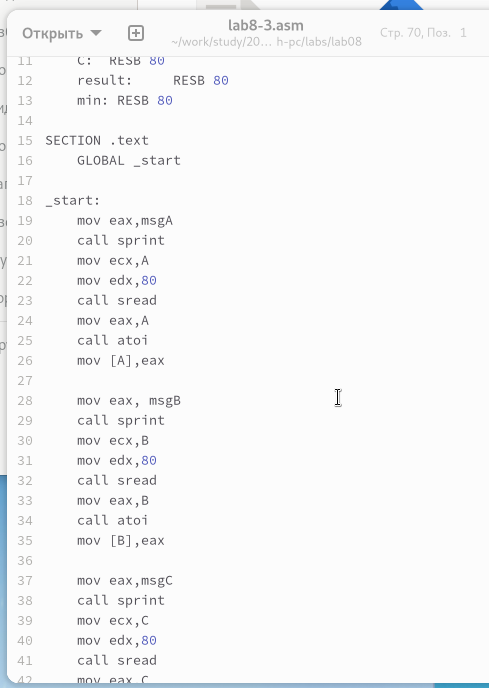 Открыть
lab8-3.asm
~/work/study/20… h-pc/labs/lab08
Стр. 70, Поз. 1
11 C: RESB 80
12 result: RESB 80
13 min: RESB 80
14
15 SECTION .text
16 GLOBAL _start
17
18 _start:
19 mov eax,msgA
20 call sprint
21 mov ecx,A
22 mov edx,80
23 call sread
24 mov eax,A
25 call atoi
26 mov [A],eax
27
28 mov eax, msgB
29 call sprint
30 mov ecx,B
31 mov edx,80
32 call sread
33 mov eax,B
34 call atoi
35 mov [B],eax
36
37 mov eax,msgC
38 call sprint
39 mov ecx,C
40 mov edx,80
41 call sread
42 mov eax,C